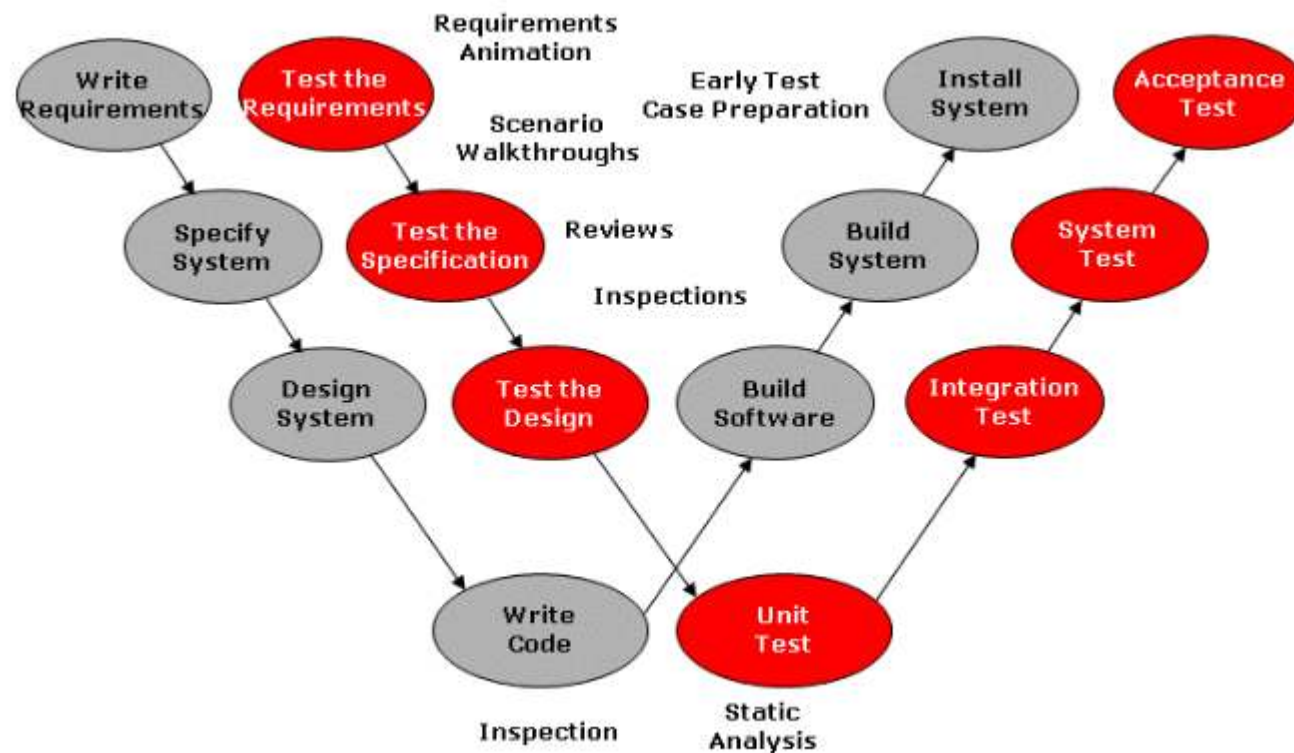 Requirements
Animation
Write
Requirements
Test the
Requirements
Early Test
Case Preparation
Install
System
Acceptance
Test
Scenario
Walkthroughs
Specify
System
Test the
Specification
Reviews
Build
System
System
Test
Inspections
Design
System
Test the
Design
Build
Software
Integration
Test
Write
Code
Unit
Test
Inspection
Static
Analysis